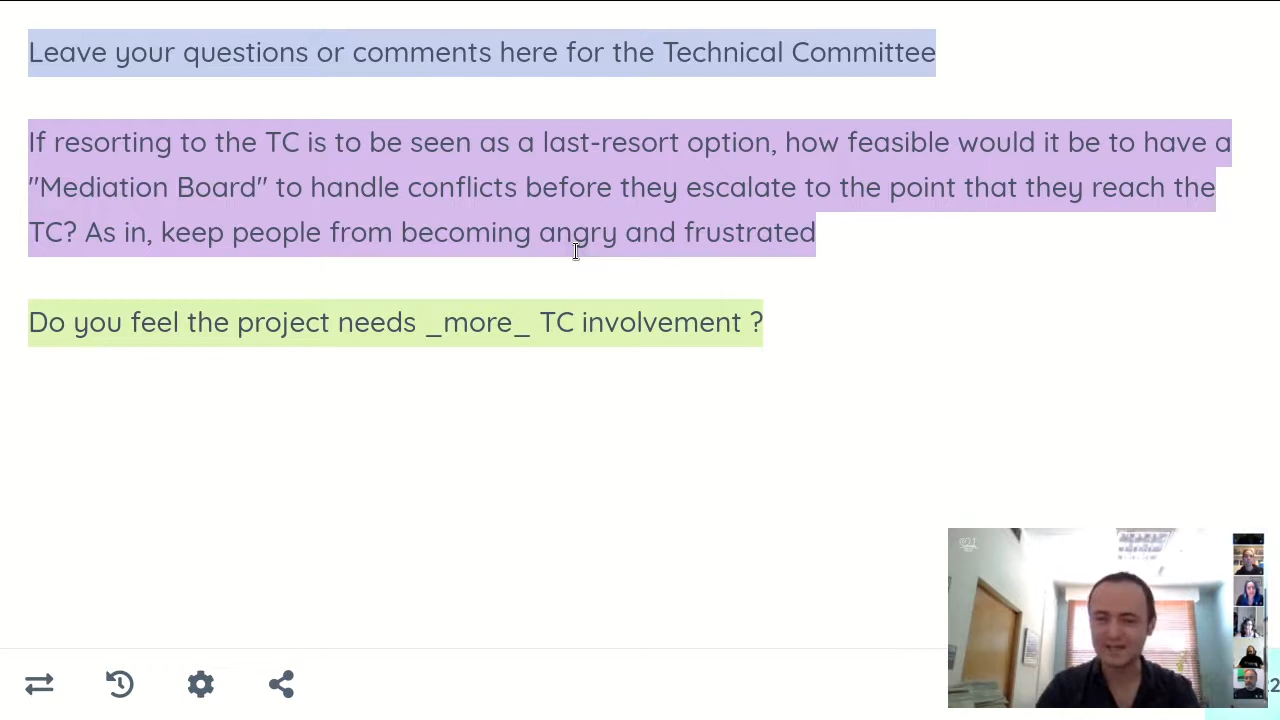 Leave your questions or comments here for the Technical Committee
If resorting to the TC is to be seen as a last-resort option, how feasible would it be to have a
"Mediation Board" to handle conflicts before they escalate to the point that they reach the
TC? As in, keep people from becoming angry and frustrated
Do you feel the project needs _more_ TC involvement ?